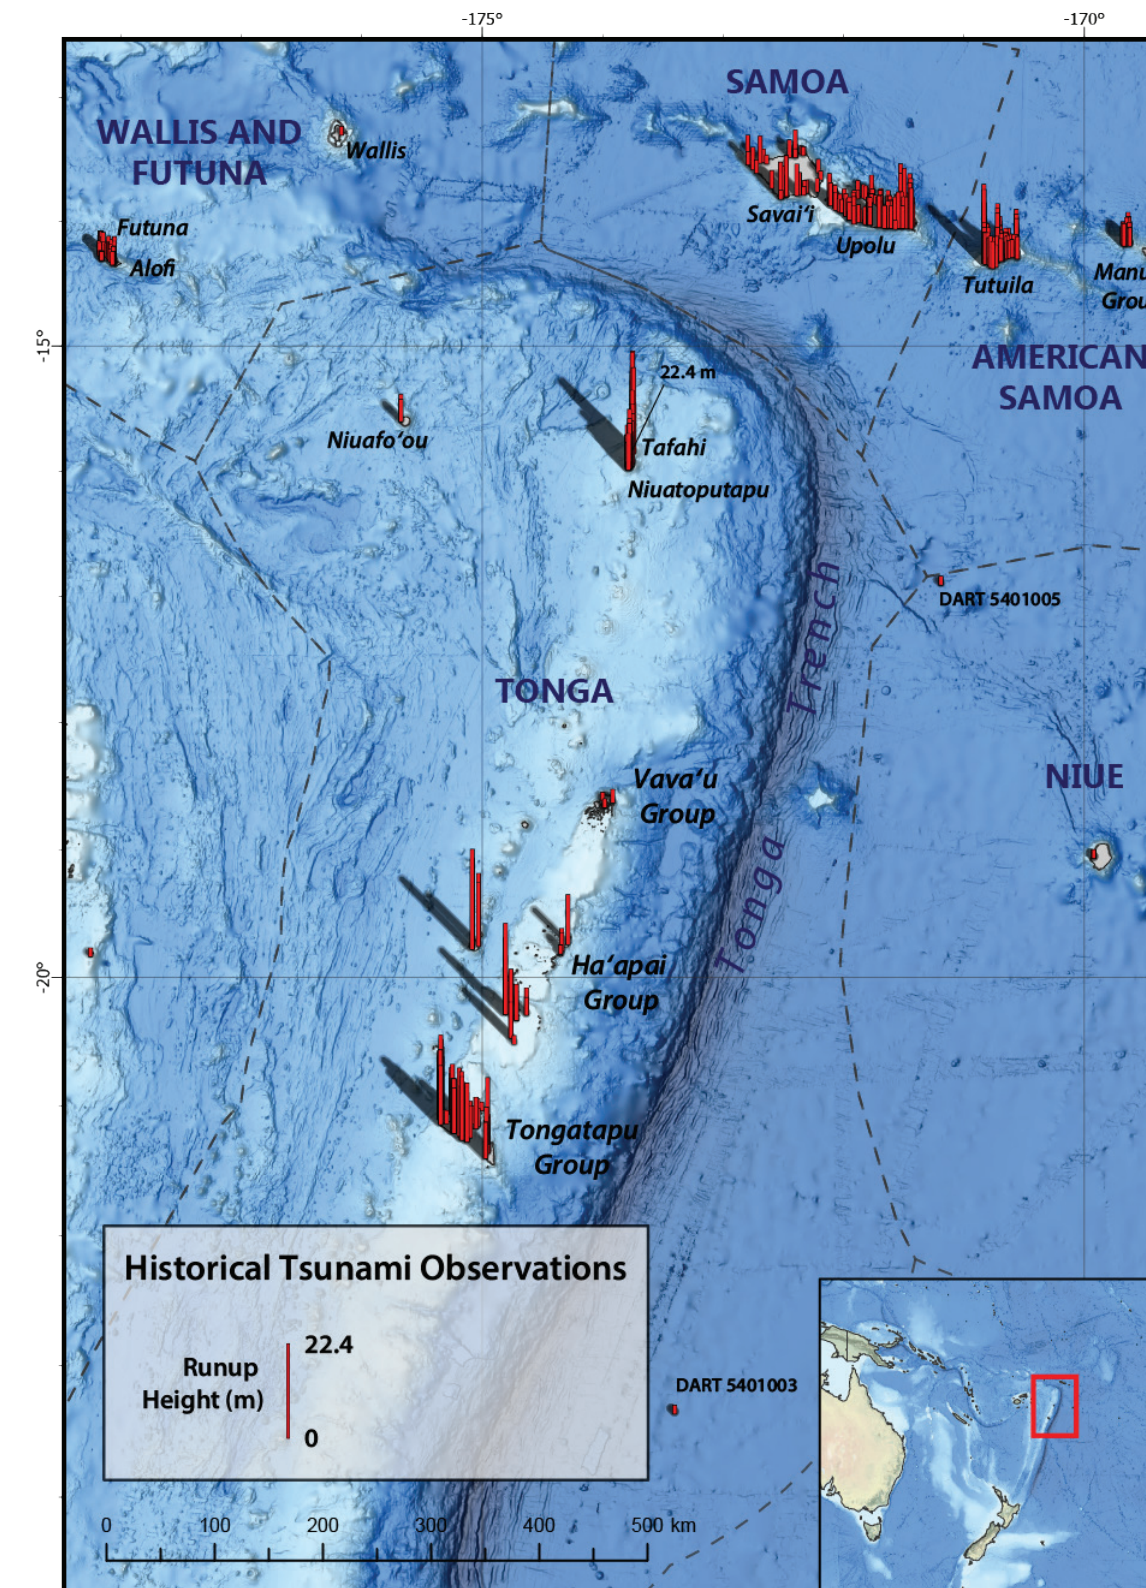 -175°
-170°
SAMOA
WALLIS AND
FUTUNA
Wallis
Futuna
Alofi
Savai‘i
Upolu
Tutuila
Manu
Grou
-15°
AMERICAN
SAMOA
22.4 m
Niuafo‘ou
Tafahi
Niuatoputapu
DART 5401005
Trench
TONGA
Vava‘u
Group
NIUE
Tonga
Ha‘apai
Group
-20°
Tongatapu
Group
Historical Tsunami Observations
22.4
Runup
Height (m)
0
DART 5401003
0 100 200 300 400 500 km